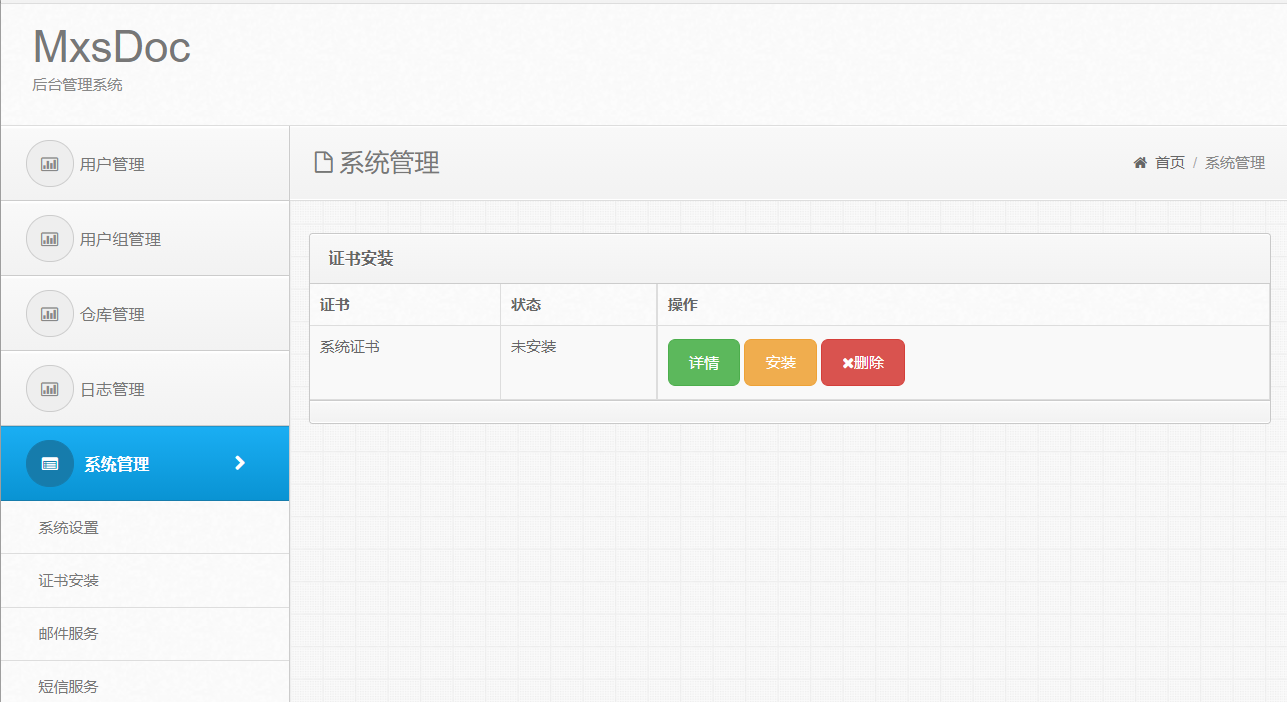 MxsDoc
后台管理系统
用户管理
用户组管理
仓库管理
日志管理
系统管理
系统设置
证书安装
邮件服务
短信服务
系统管理
首页 / 系统管理
证书安装
证书 状态 操作
系统证书 未安装 详情 安装 删除